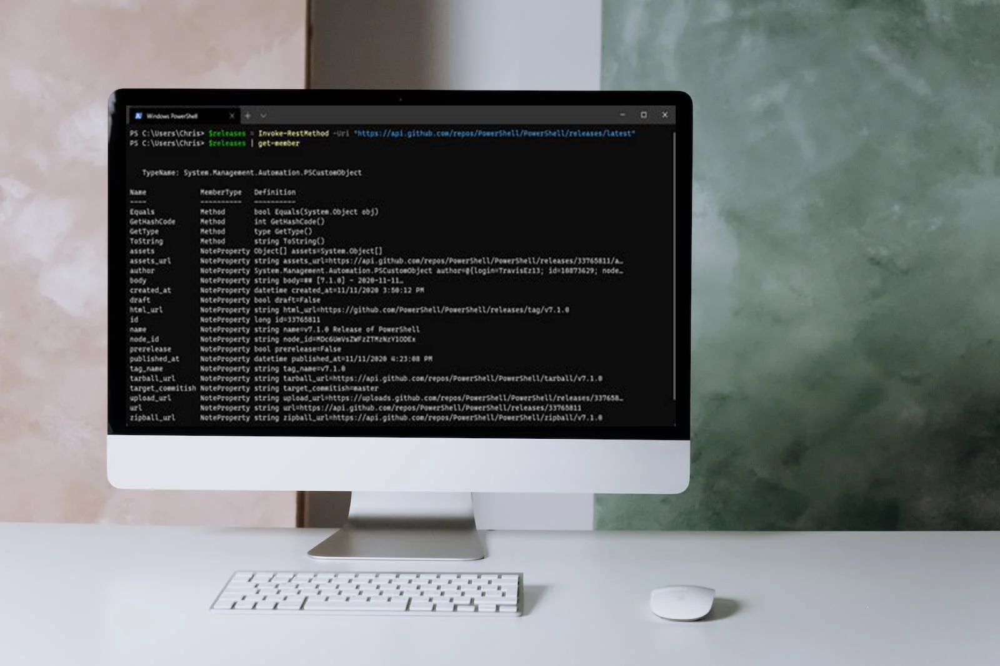 Windows PowerShell
PS C:\Users\Chris> $releases = Invoke-RestMethod -Uri "https://api.github.com/repos/PowerShell/PowerShell/releases/latest"
PS C:\Users\Chris> $releases | get-member
TypeName: System.Management.Automation.PSCustomObject
Name MemberType Definition
---- ---------- ----------
Equals Method bool Equals(System.Object obj)
GetHashCode Method int GetHashCode()
GetType Method type GetType()
ToString Method string ToString()
assets NoteProperty Object[] assets=System.Object[]
assets_url NoteProperty string assets_url=https://api.github.com/repos/PowerShell/PowerShell/releases/33765811/a…
author NoteProperty System.Management.Automation.PSCustomObject author=@{login=TravisEz13; id=10873629; node…
body NoteProperty string body=## [7.1.0] - 2020-11-11…
created_at NoteProperty datetime created_at=11/11/2020 3:50:12 PM
draft NoteProperty bool draft=False
html_url NoteProperty string html_url=https://github.com/PowerShell/PowerShell/releases/tag/v7.1.0
id NoteProperty long id=33765811
name NoteProperty string name=v7.1.0 Release of PowerShell
node_id NoteProperty string
prerelease NoteProperty bool prerelease=False
published_at NoteProperty datetime published_at=11/11/2020 4:23:08 PM
tag_name NoteProperty string tag_name=v7.1.0
tarball_url NoteProperty string tarball_url=https://api.github.com/repos/PowerShell/PowerShell/tarball/v7.1.0
target_commitish NoteProperty string target_commitish=master
upload_url NoteProperty string upload_url=https://uploads.github.com/repos/PowerShell/PowerShell/releases/337658…
url NoteProperty string url=https://api.github.com/repos/PowerShell/PowerShell/releases/33765811
zipball_url NoteProperty string zipball_url=https://api.github.com/repos/PowerShell/PowerShell/zipball/v7.1.0